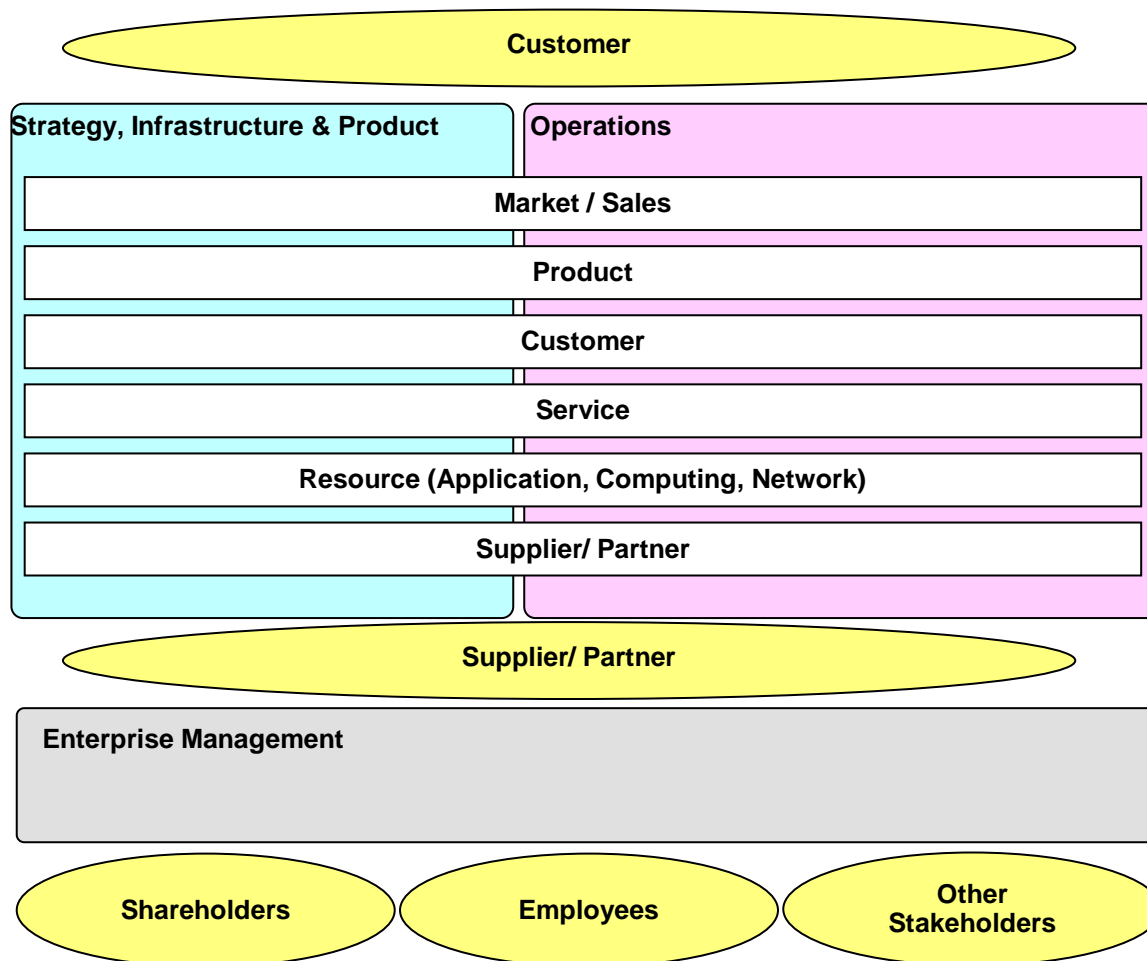 Customer
Strategy, Infrastructure & Product
Operations
Market / Sales
Product
Customer
Service
Resource (Application, Computing, Network)
Supplier/ Partner
Supplier/ Partner
Enterprise Management
Shareholders
Employees
Other
Stakeholders